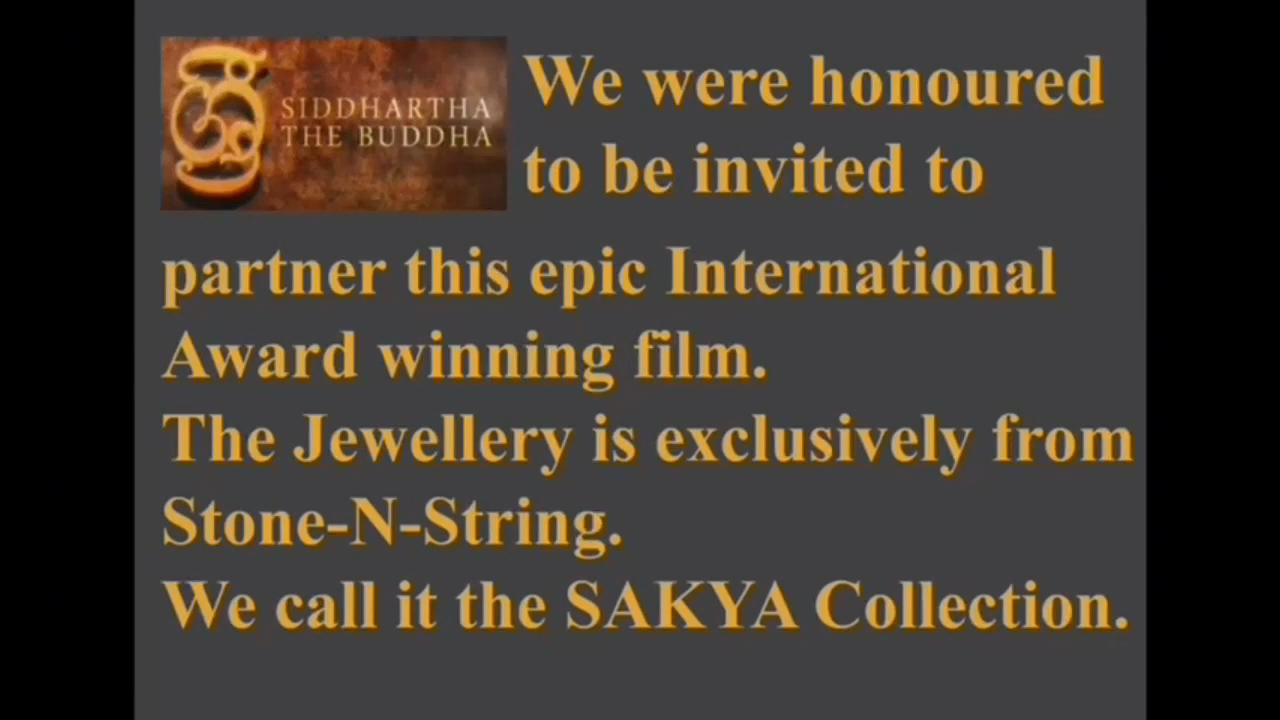 SIDDHARTHA
THE BUDDHA
We were honoured
to be invited to
partner this epic International
Award winning film.
The Jewellery is exclusively from
Stone-N-String.
We call it the SAKYA Collection.